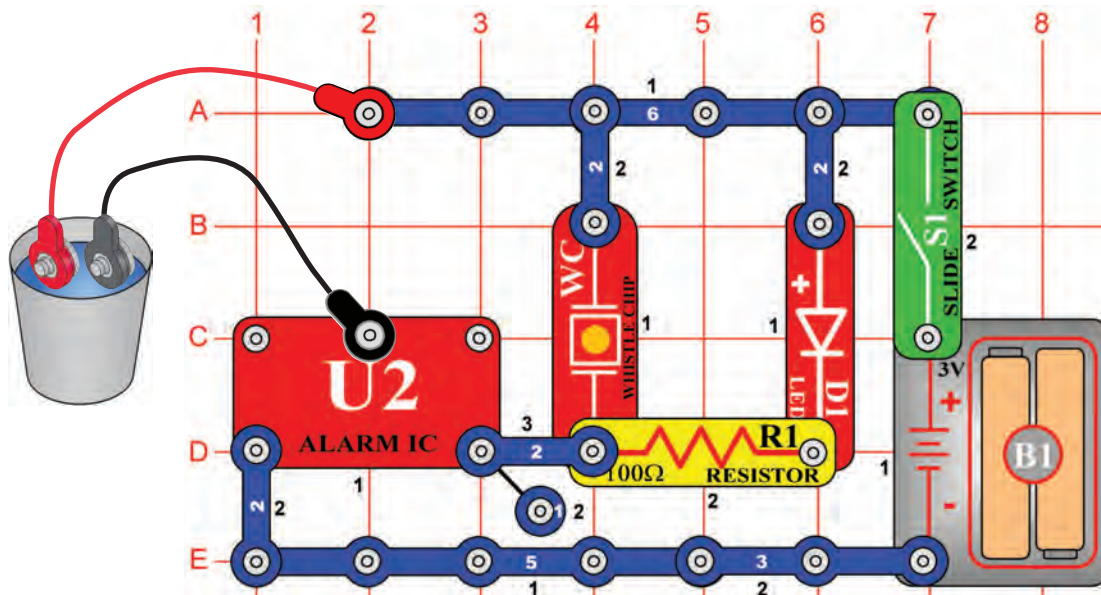 1 2 3 4 5 6 7 8
A
1
6
2 2
2 2
SLIDE SWITCH
S1
2
B
WC
WHISTLE CHIP
1
+
1
D1
LED
C
U2
ALARM IC
1
3V
+
-
B1
1
D
3
2
R1
100Ω
RESISTOR
2
1 2
2 2
E
5
1
3
2